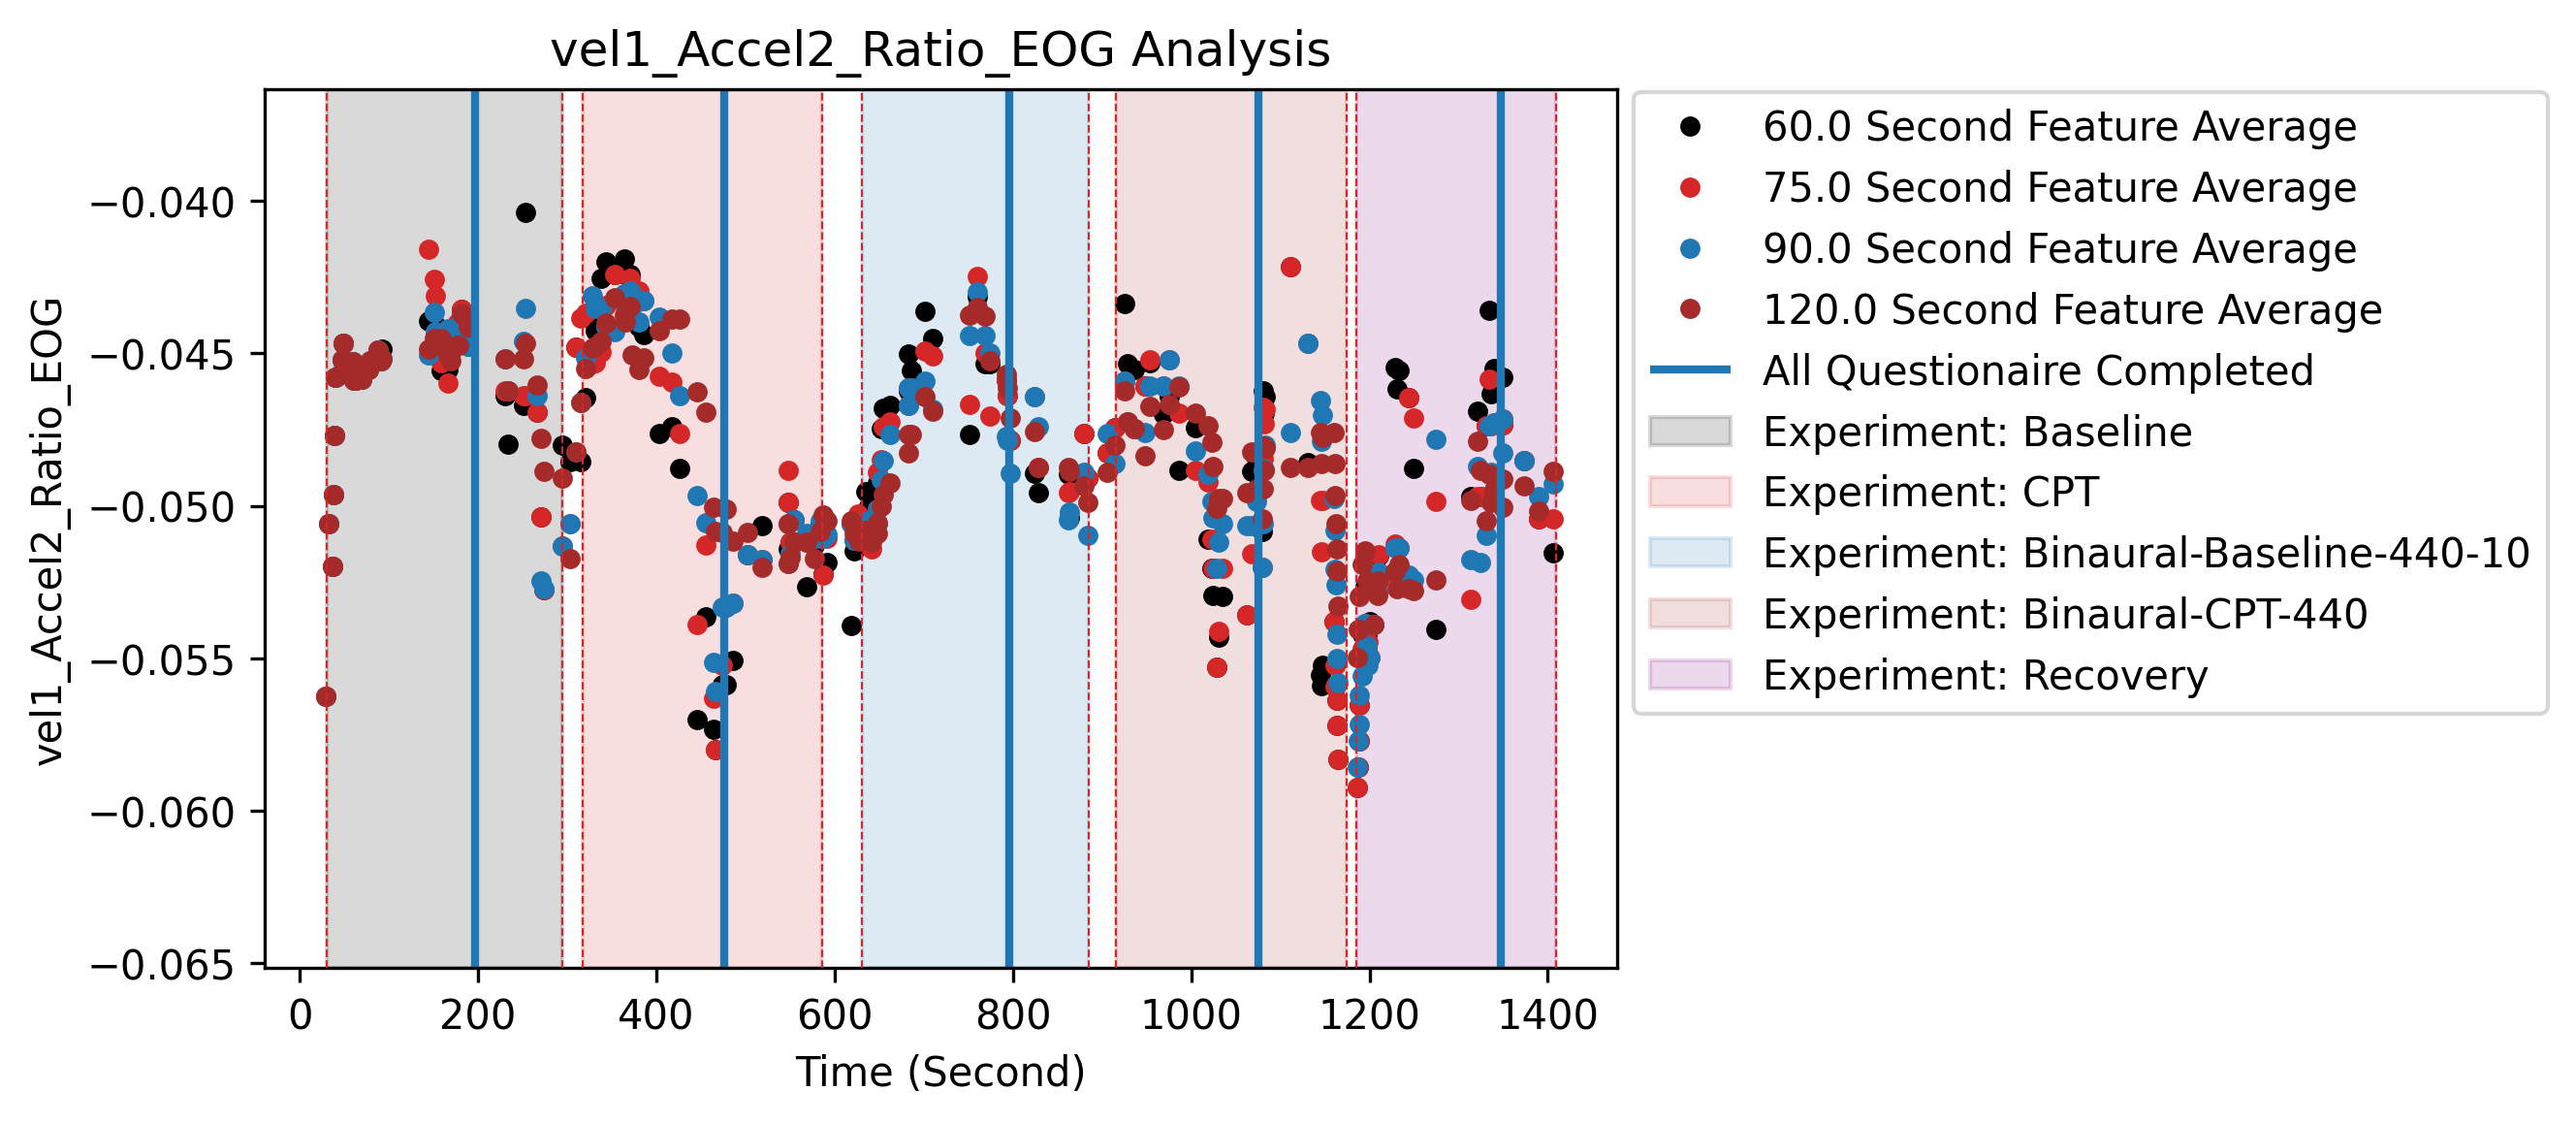 vel1_Accel2_Ratio_EOG Analysis
vel1_Accel2_Ratio_EOG
−0.040
−0.045
−0.050
−0.055
−0.060
−0.065
0 200 400 600 800 1000 1200 1400
Time (Second)
60.0 Second Feature Average
75.0 Second Feature Average
90.0 Second Feature Average
120.0 Second Feature Average
All Questionaire Completed
Experiment: Baseline
Experiment: CPT
Experiment: Binaural-Baseline-440-10
Experiment: Binaural-CPT-440
Experiment: Recovery